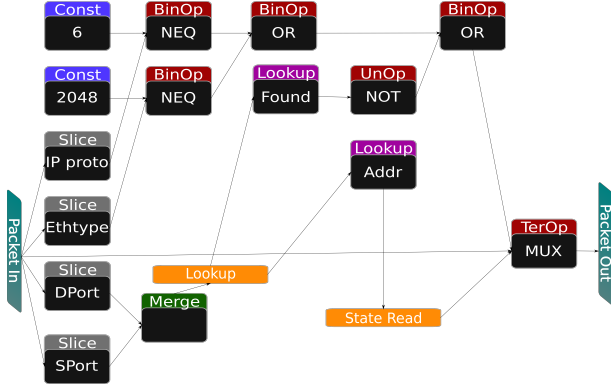 Const
6
BinOp
NEQ
BinOp
OR
BinOp
OR
Const
2048
BinOp
NEQ
Lookup
Found
UnOp
NOT
Slice
IP proto
Lookup
Addr
Slice
Ethtype
Packet In
Packet Out
TerOp
MUX
Slice
DPort
Lookup
Merge
State Read
Slice
SPort